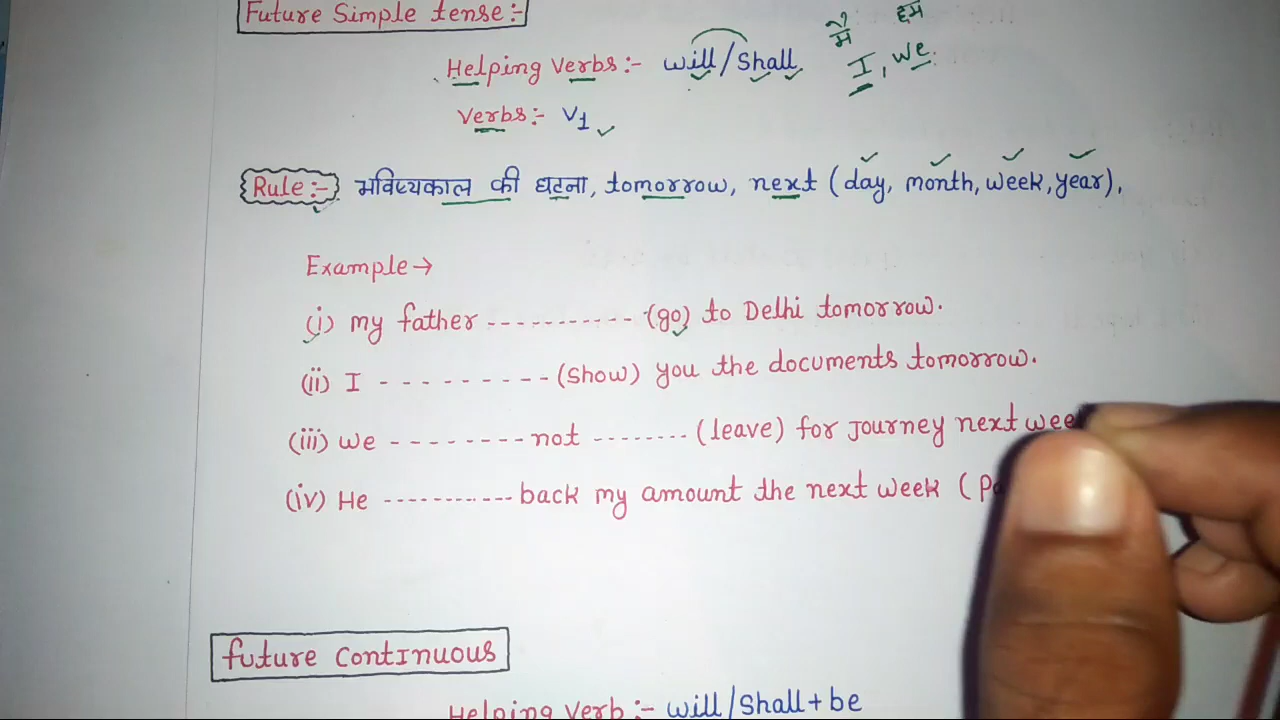 Future Simple tense:-
मैं हम
Helping verbs:- will/Shall I, we
Verbs:- V1
Rule:- भविष्यकाल की घटना, tomorrow, next (day, month, week, year),
Example→
(i) my father ---------- (go) to Delhi tomorrow.
(ii) I --------- (Show) you the documents tomorrow.
(iii) we -------- not -------- (leave) for journey next
(iv) He ----------- back my amount the next week (
future continuous
Helping verb:- will/Shall + be